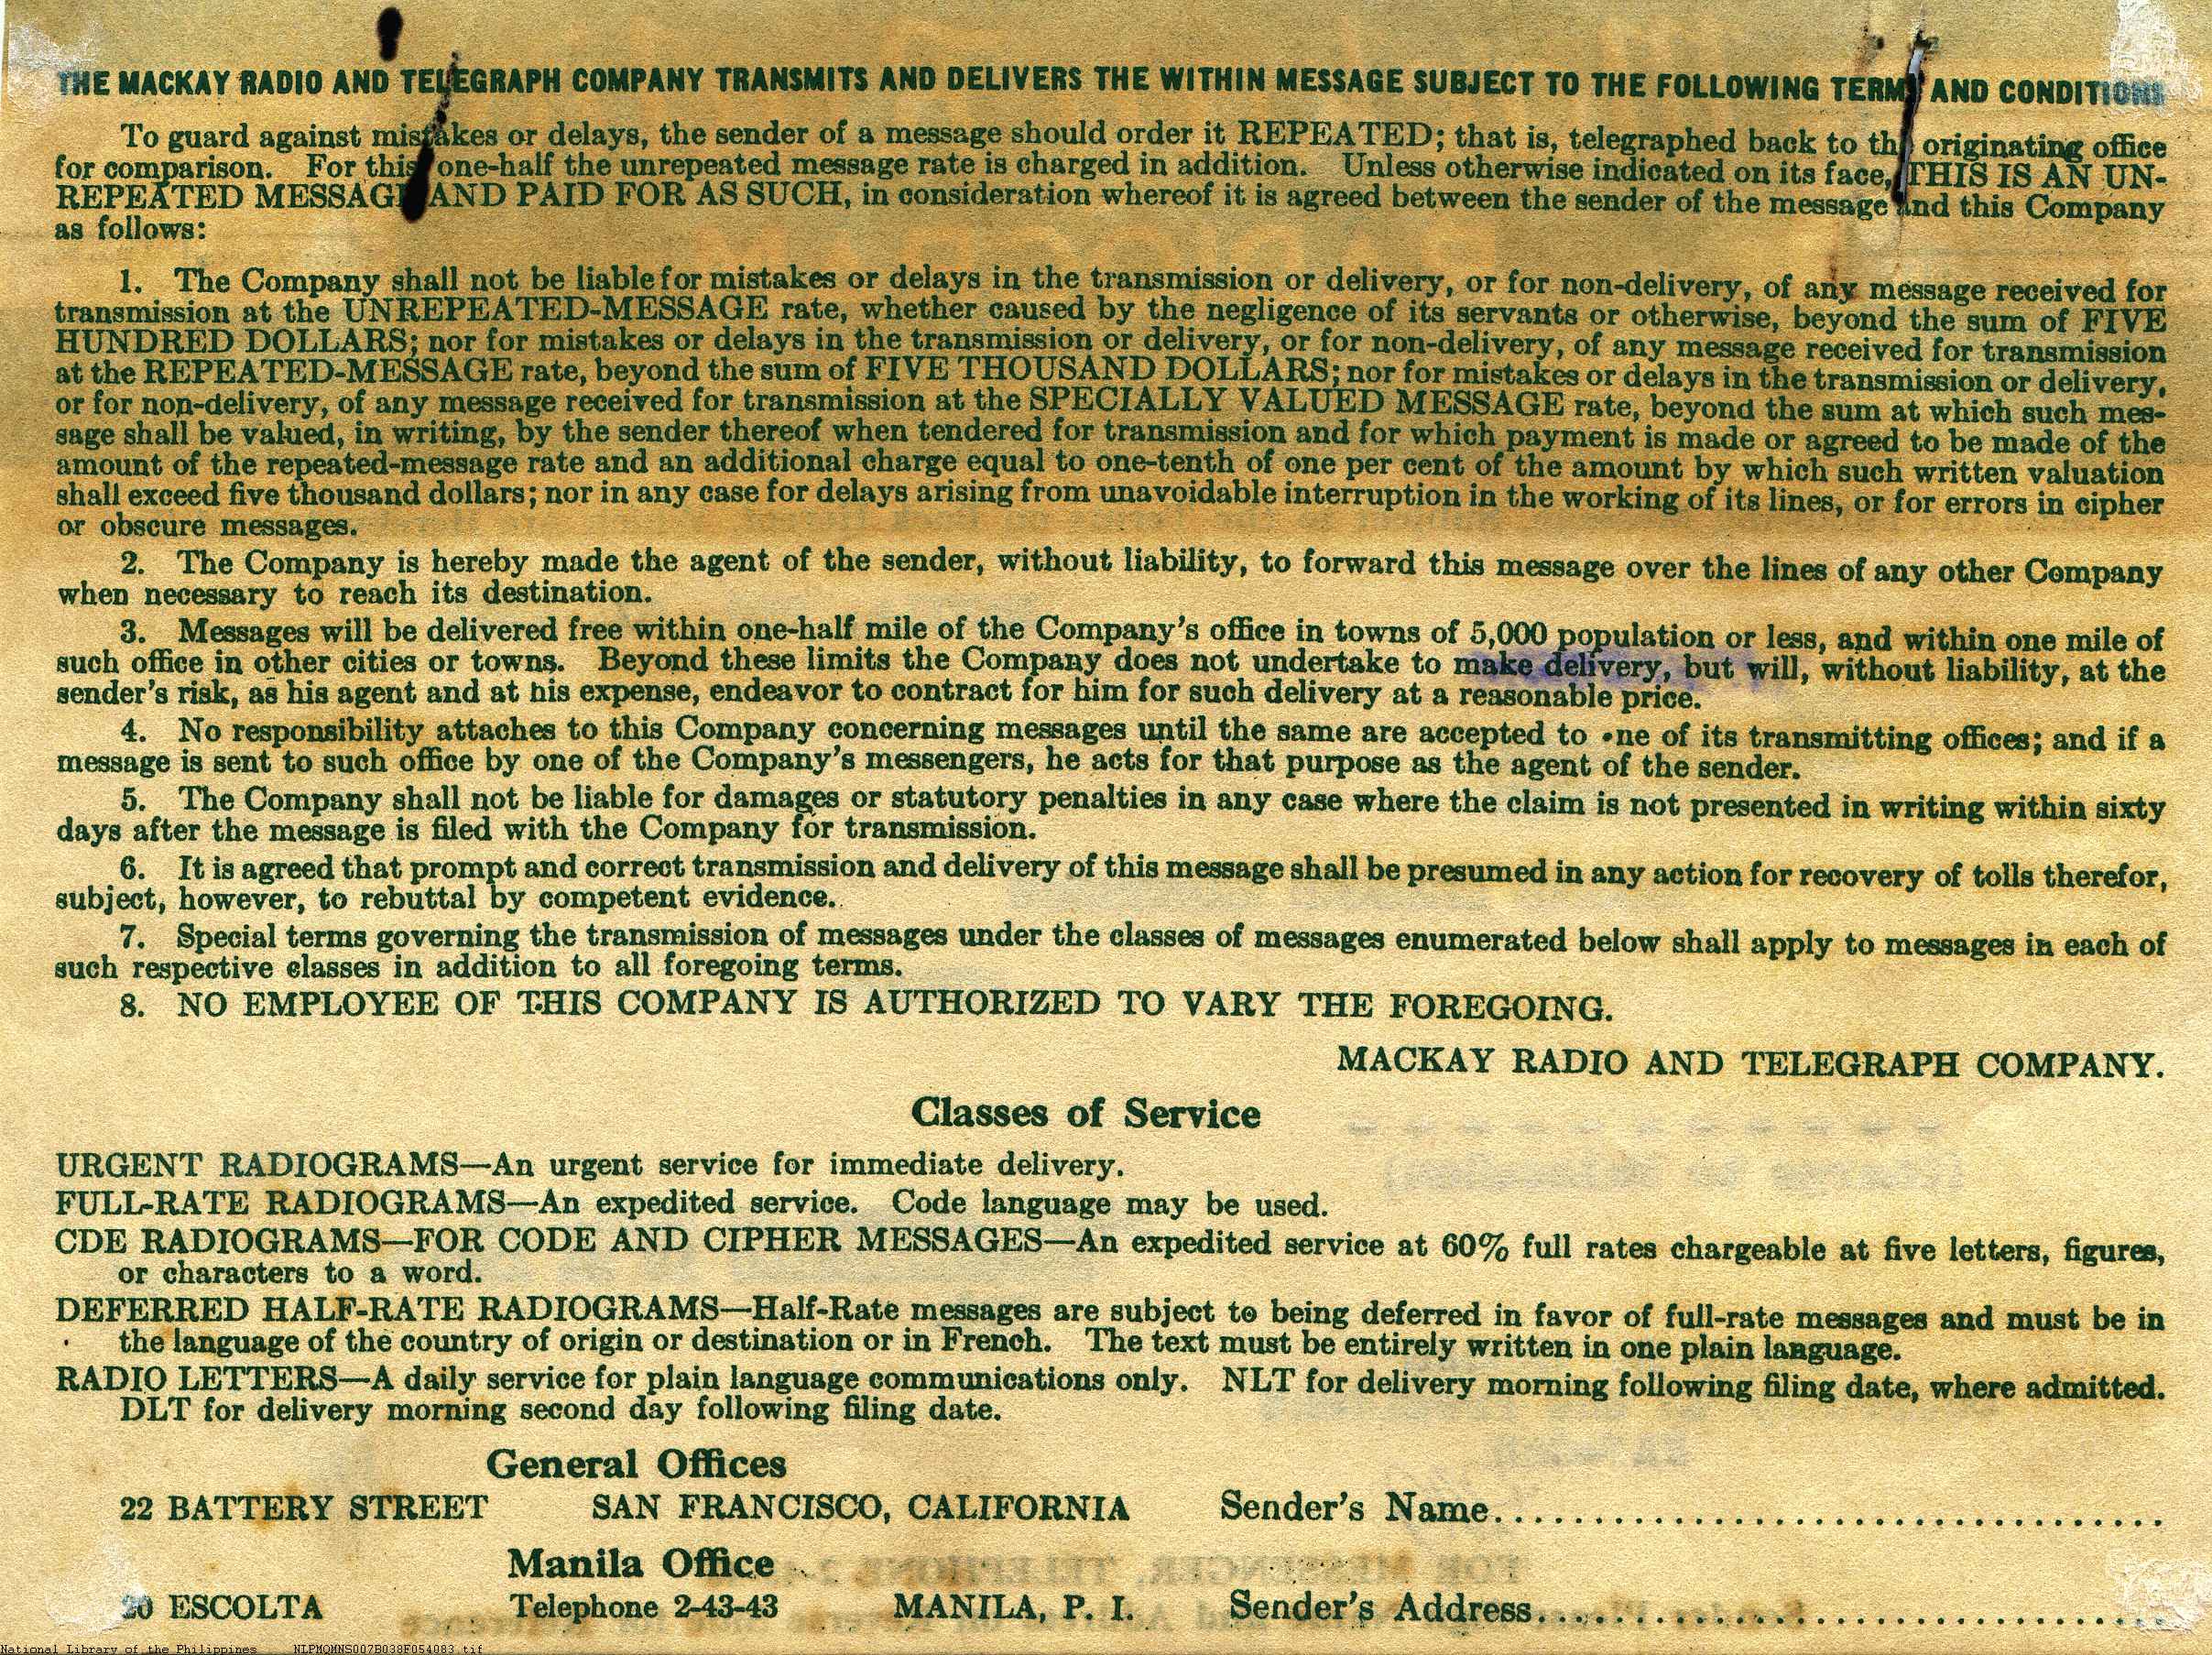 THE MACKAY RADIO AND TELEGRAPH COMPANY TRANSMITS AND DELIVERS THE WITHIN MESSAGE SUBJECT TO THE FOLLOWING TERMS AND CONDITIONS
To guard against mistakes or delays, the sender of a message should order it REPEATED; that is, telegraphed back to the originating office
for comparison. For this one-half the unrepeated message rate is charged in addition. Unless otherwise indicated on its face, THIS IS AN UN-
REPEATED MESSAGE AND PAID FOR AS SUCH, in consideration whereof it is agreed between the sender of the message and this Company
as follows:
1. The Company shall not be liable for mistakes or delays in the transmission or delivery, or for non-delivery, of any message received for
transmission at the UNREPEATED-MESSAGE rate, whether caused by the negligence of its servants or otherwise, beyond the sum of FIVE
HUNDRED DOLLARS; nor for mistakes or delays in the transmission or delivery, or for non-delivery, of any message received for transmission
at the REPEATED-MESSAGE rate, beyond the sum of FIVE THOUSAND DOLLARS; nor for mistakes or delays in the transmission or delivery,
or for non-delivery, of any message received for transmission at the SPECIALLY VALUED MESSAGE rate, beyond the sum at which such mes-
sage shall be valued, in writing, by the sender thereof when tendered for transmission and for which payment is made or agreed to be made of the
amount of the repeated-message rate and an additional charge equal to one-tenth of one per cent of the amount by which such written valuation
shall exceed five thousand dollars; nor in any case for delays arising from unavoidable interruption in the working of its lines, or for errors in cipher
or obscure messages.
2. The Company is hereby made the agent of the sender, without liability, to forward this message over the lines of any other Company
when necessary to reach its destination.
3. Messages will be delivered free within one-half mile of the Company's office in towns of 5,000 population or less, and within one mile of
such office in other cities or towns. Beyond these limits the Company does not undertake to make delivery, but will, without liability, at the
sender's risk, as his agent and at his expense, endeavor to contract for him for such delivery at a reasonable price.
4. No responsibility attaches to this Company concerning messages until the same are accepted to one of its transmitting offices; and if a
message is sent to such office by one of the Company's messengers, he acts for that purpose as the agent of the sender.
5. The Company shall not be liable for damages or statutory penalties in any case where the claim is not presented in writing within sixty
days after the message is filed with the Company for transmission.
6. It is agreed that prompt and correct transmission and delivery of this message shall be presumed in any action for recovery of tolls therefor,
subject, however, to rebuttal by competent evidence.
7. Special terms governing the transmission of messages under the classes of messages enumerated below shall apply to messages in each of
such respective classes in addition to all foregoing terms.
8. NO EMPLOYEE OF THIS COMPANY IS AUTHORIZED TO VARY THE FOREGOING.
MACKAY RADIO AND TELEGRAPH COMPANY.
Classes of Service
URGENT RADIOGRAMS—An urgent service for immediate delivery.
FULL-RATE RADIOGRAMS—An expedited service. Code language may be used.
CDE RADIOGRAMS—FOR CODE AND CIPHER MESSAGES—An expedited service at 60% full rates chargeable at five letters, figures,
or characters to a word.
DEFERRED HALF-RATE RADIOGRAMS—Half-Rate messages are subject to being deferred in favor of full-rate messages and must be in
the language of the country of origin or destination or in French. The text must be entirely written in one plain language.
RADIO LETTERS—A daily service for plain language communications only. NLT for delivery morning following filing date, where admitted.
DLT for delivery morning second day following filing date.
General Offices
22 BATTERY STREET SAN FRANCISCO, CALIFORNIA Sender's Name......................................
Manila Office
20 ESCOLTA Telephone 2-43-43 MANILA, P. I. Sender's Address....................................
National Library of the Philippines NLPMQMNS007B038F054083.tif